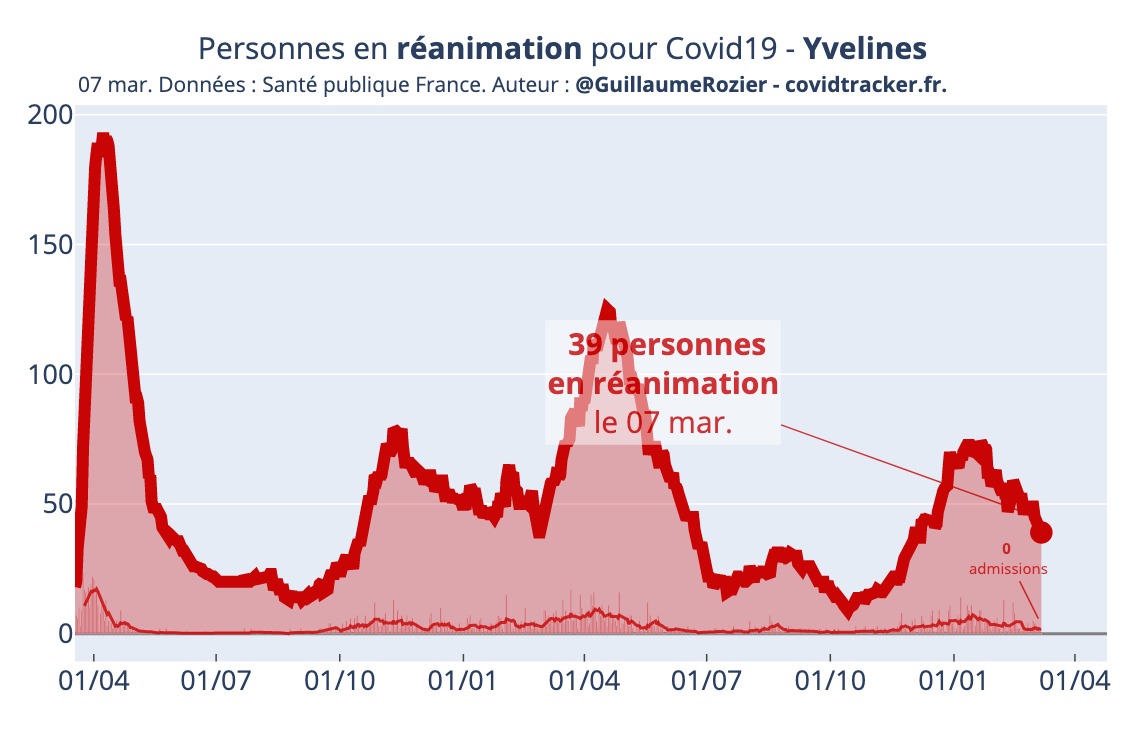 Personnes en réanimation pour Covid19 - Yvelines
07 mar. Données : Santé publique France. Auteur : @GuillaumeRozier - covidtracker.fr.
200
150
100
50
0
39 personnes
en réanimation
le 07 mar.
0
admissions
01/04 01/07 01/10 01/01 01/04 01/07 01/10 01/01 01/04